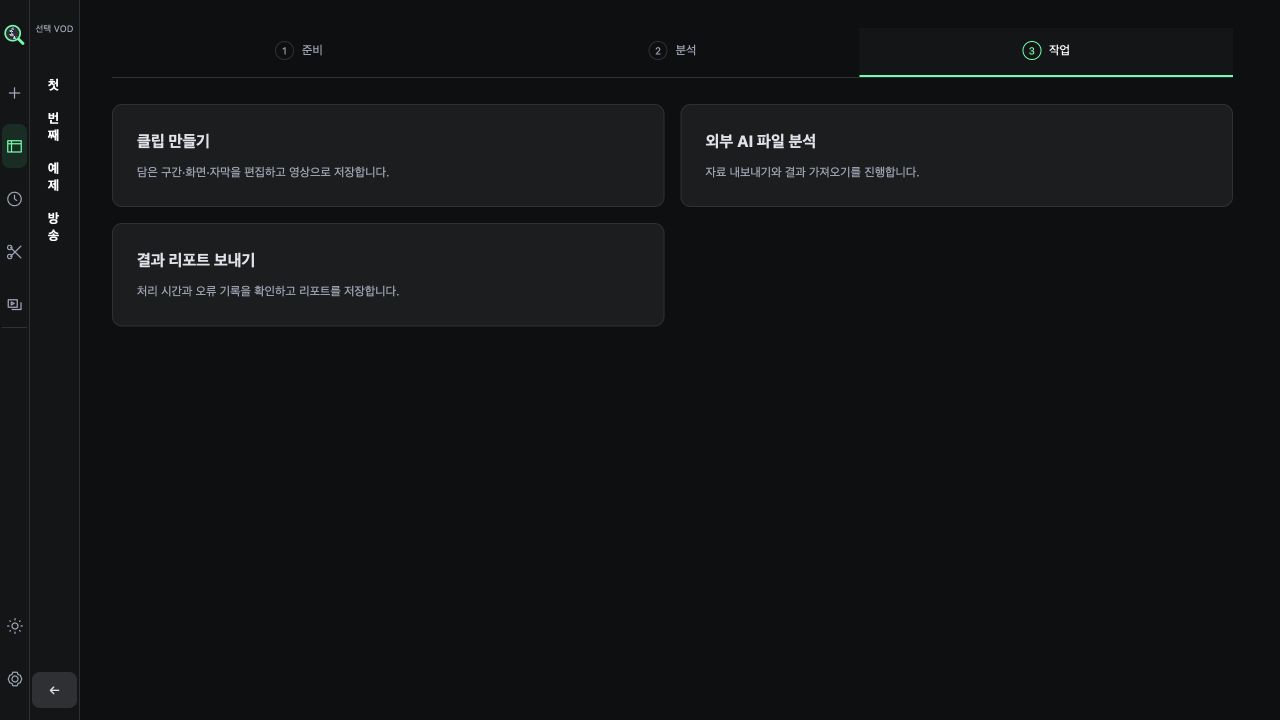 선택 VOD
첫
번
째
예
제
방
송
1 준비
2 분석
3 작업
클립 만들기
담은 구간·화면·자막을 편집하고 영상으로 저장합니다.
외부 AI 파일 분석
자료 내보내기와 결과 가져오기를 진행합니다.
결과 리포트 보내기
처리 시간과 오류 기록을 확인하고 리포트를 저장합니다.